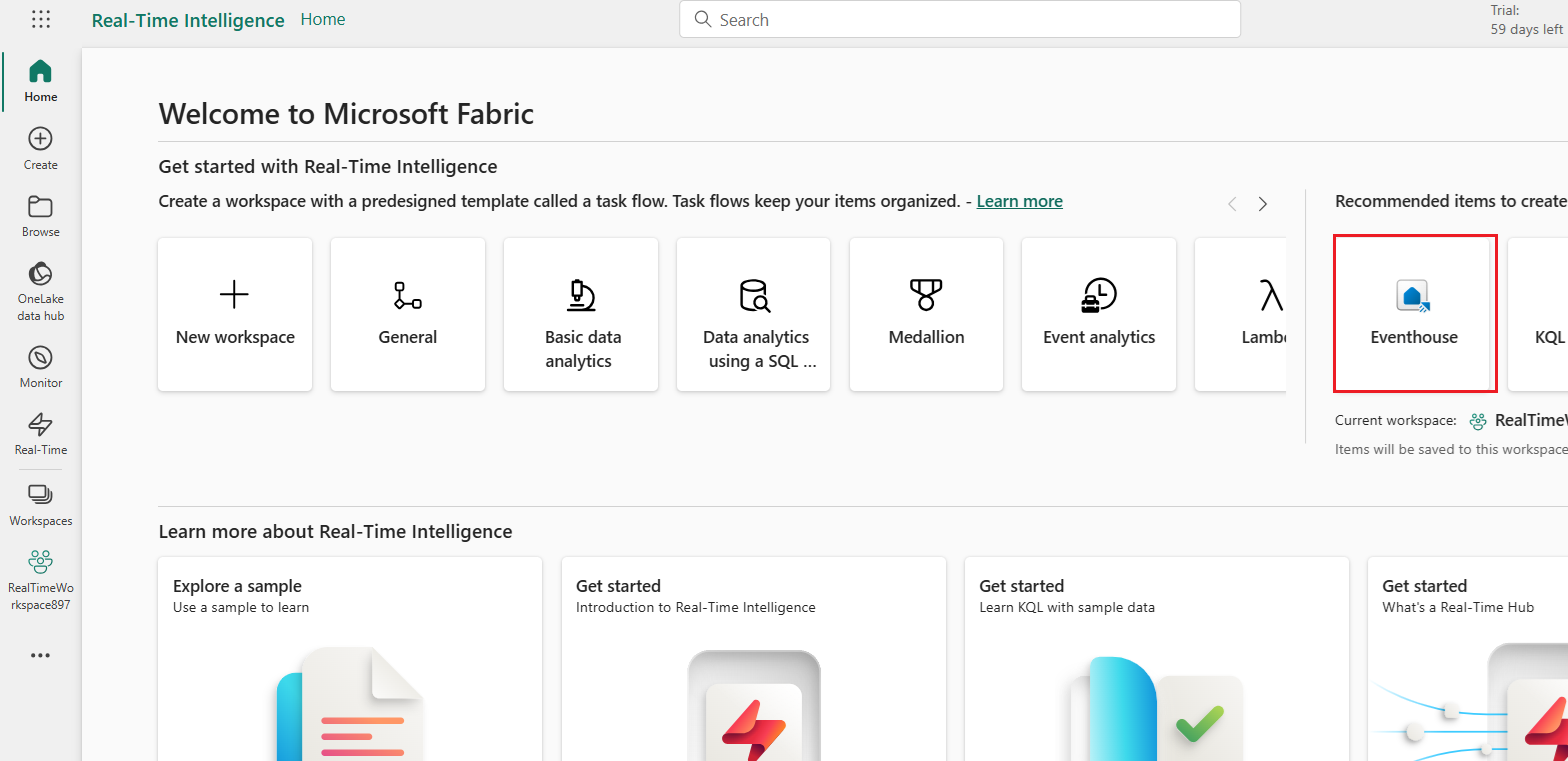 Real-Time Intelligence Home
Search
Trial:
59 days left
Home
Create
Browse
OneLake
data hub
Monitor
Real-Time
Workspaces
RealTimeWo
rkspace897
Welcome to Microsoft Fabric
Get started with Real-Time Intelligence
Create a workspace with a predesigned template called a task flow. Task flows keep your items organized. - Learn more
New workspace
General
Basic data
analytics
Data analytics
using a SQL ...
Medallion
Event analytics
Lamb
Recommended items to create
Eventhouse
KQL
Current workspace: RealTimeW
Items will be saved to this workspace
Learn more about Real-Time Intelligence
Explore a sample
Use a sample to learn
Get started
Introduction to Real-Time Intelligence
Get started
Learn KQL with sample data
Get started
What's a Real-Time Hub